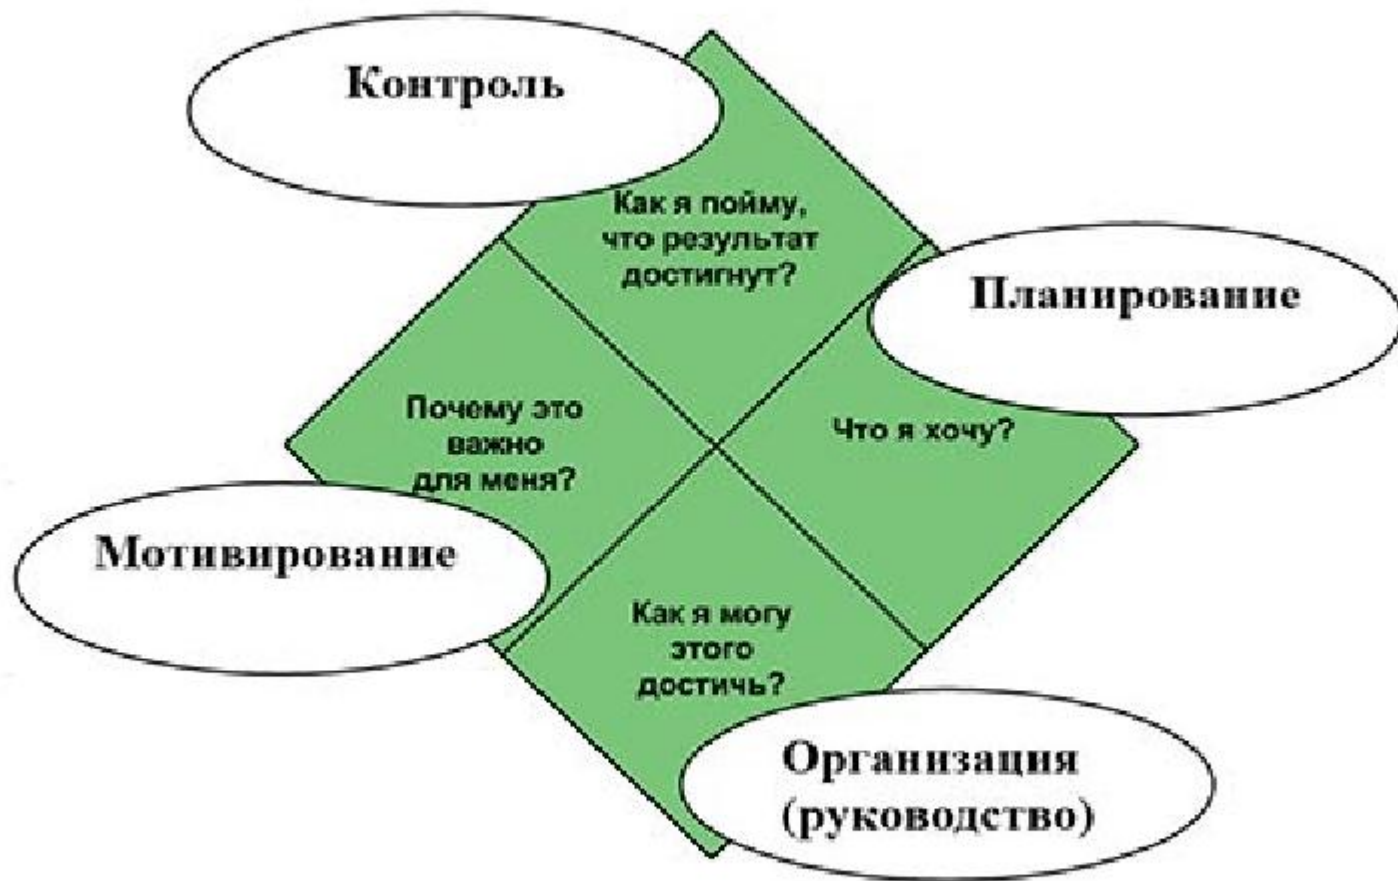 Контроль
Как я пойму,
что результат
достигнут?
Планирование
Почему это
важно
для меня?
Что я хочу?
Мотивирование
Как я могу
этого
достичь?
Организация
(руководство)